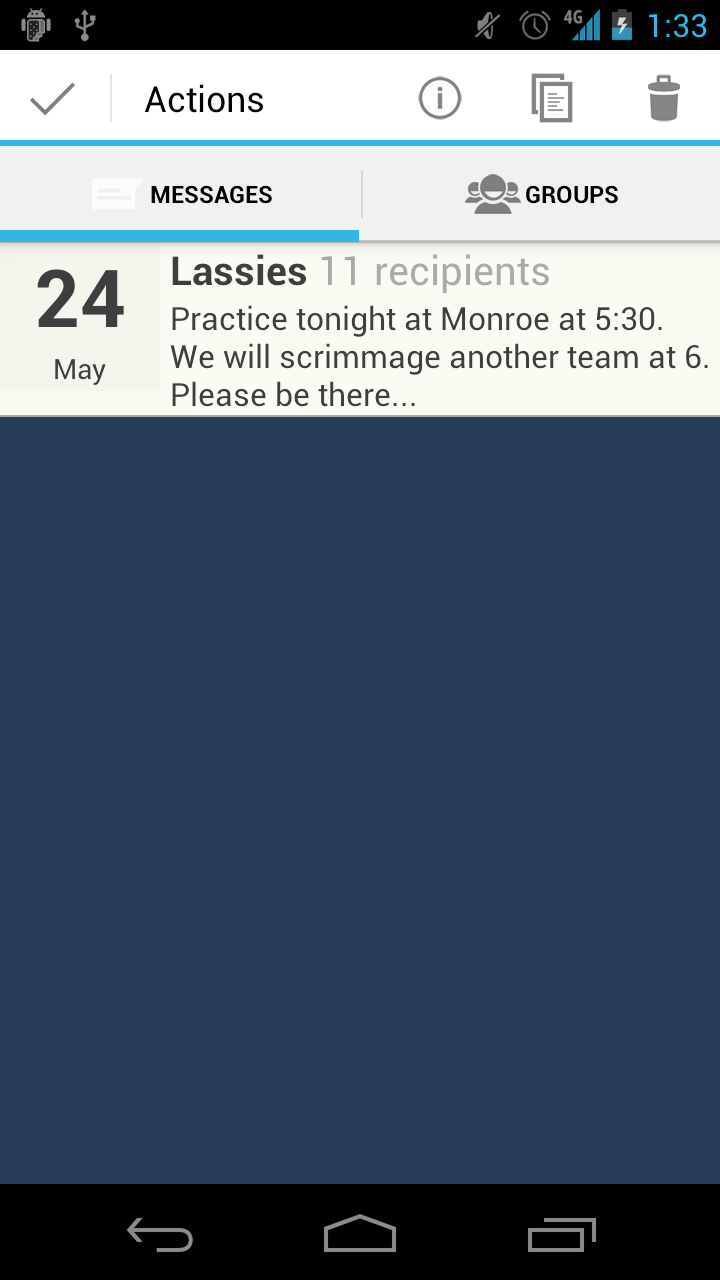 4G 1:33
Actions
MESSAGES GROUPS
24
May
Lassies 11 recipients
Practice tonight at Monroe at 5:30.
We will scrimmage another team at 6.
Please be there...